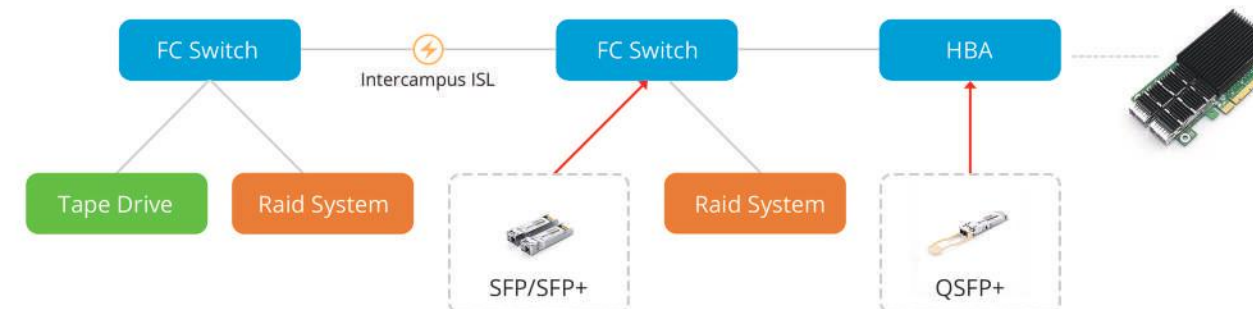 FC Switch
FC Switch
HBA
Intercampus ISL
Tape Drive
Raid System
Raid System
SFP/SFP+
QSFP+